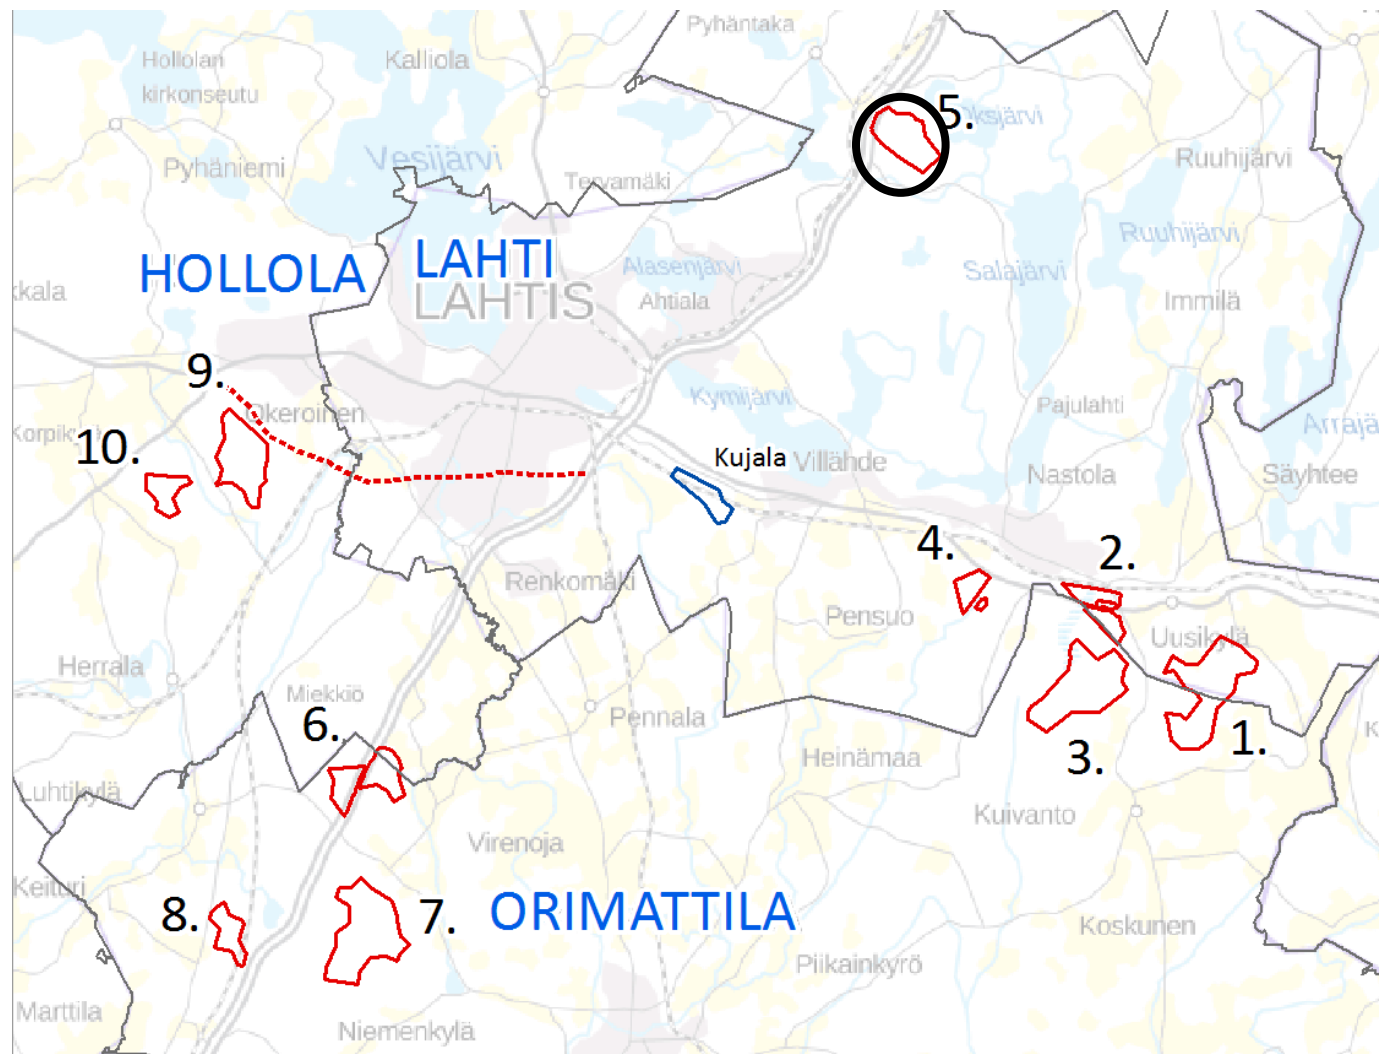 Pyhäntaka
Hollolan
kirkonseutu
Kalliola
5.
ksjärvi
Pyhäniemi
Vesijärvi
Tervamäki
Ruuhijärvi
HOLLOLA
LAHTI
LAHTIS
Alasenjärvi
Ahtiala
Salajärvi
Ruuhijärvi
Immilä
kkala
9.
Okeroinen
Kymijärvi
Pajulahti
Arrajä
10.
Kujala
Villähde
Nastola
Säyhtee
4.
2.
Renkomäki
Pensuo
Uusikylä
Herrala
Miekkiö
6.
Pennala
Heinämaa
3.
1.
K
Luhtikylä
Kuivanto
Virenoja
Keituri
8.
7.
ORIMATTILA
Koskunen
Piikainkyrö
Marttila
Niemenkylä